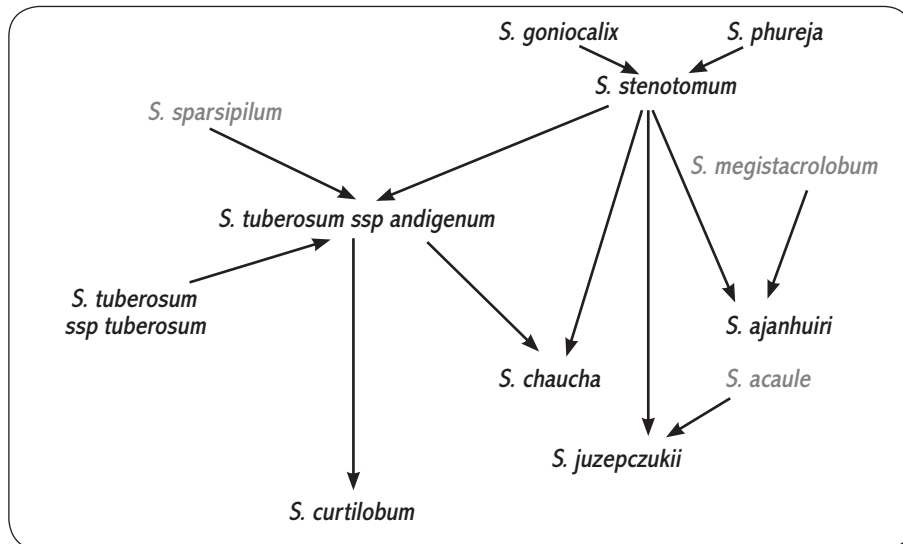 S. goniocalix
S. phureja
S. stenotomum
S. sparsipilum
S. megistacrolobum
S. tuberosum ssp andigenum
S. tuberosum
ssp tuberosum
S. ajanhuiri
S. chaucha
S. acaule
S. juzepczukii
S. curtilobum